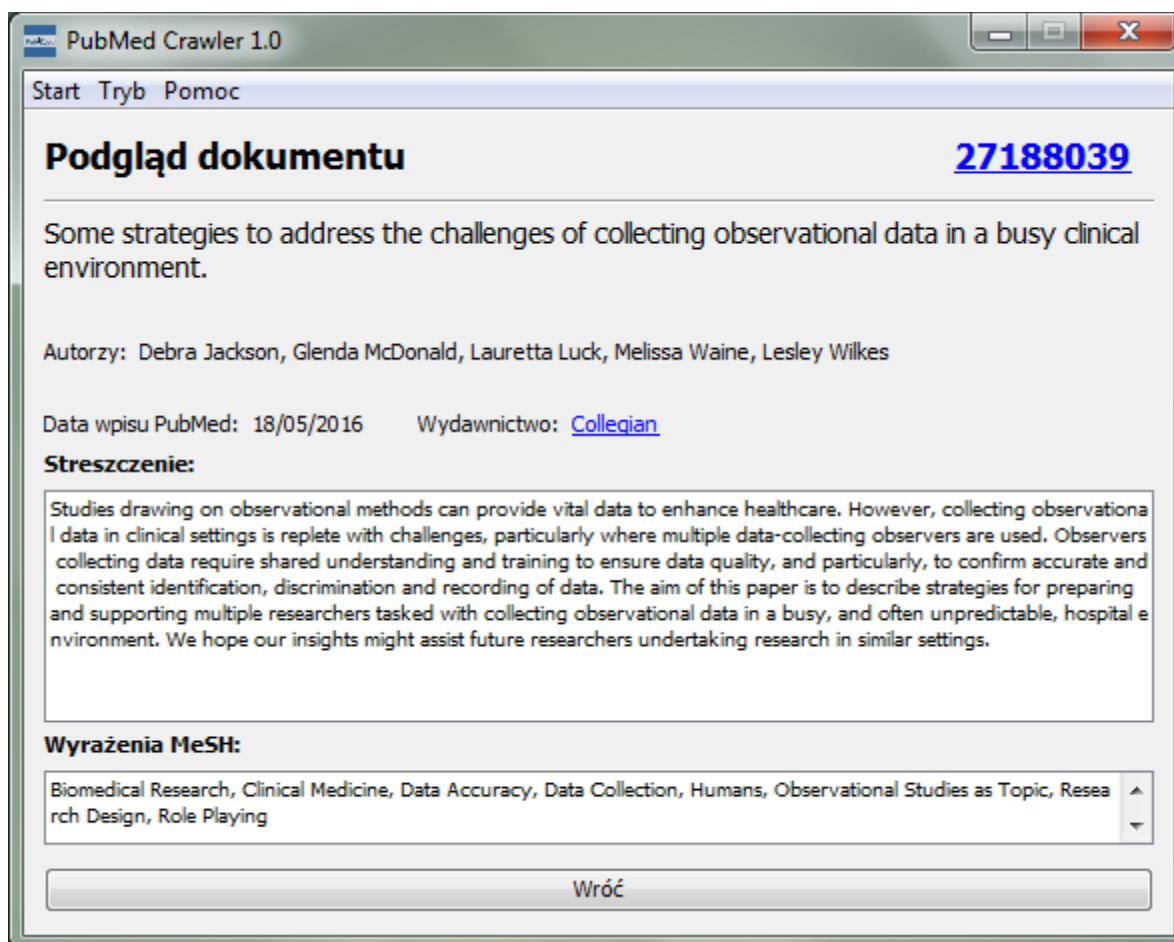 PubMed Crawler 1.0
Start Tryb Pomoc
Podgląd dokumentu 27188039
Some strategies to address the challenges of collecting observational data in a busy clinical
environment.
Autorzy: Debra Jackson, Glenda McDonald, Lauretta Luck, Melissa Waine, Lesley Wilkes
Data wpisu PubMed: 18/05/2016 Wydawnictwo: Collegian
Streszczenie:
Studies drawing on observational methods can provide vital data to enhance healthcare. However, collecting observationa
l data in clinical settings is replete with challenges, particularly where multiple data-collecting observers are used. Observers
collecting data require shared understanding and training to ensure data quality, and particularly, to confirm accurate and
consistent identification, discrimination and recording of data. The aim of this paper is to describe strategies for preparing
and supporting multiple researchers tasked with collecting observational data in a busy, and often unpredictable, hospital e
nvironment. We hope our insights might assist future researchers undertaking research in similar settings.
Wyrażenia MeSH:
Biomedical Research, Clinical Medicine, Data Accuracy, Data Collection, Humans, Observational Studies as Topic, Resea
rch Design, Role Playing
Wróć